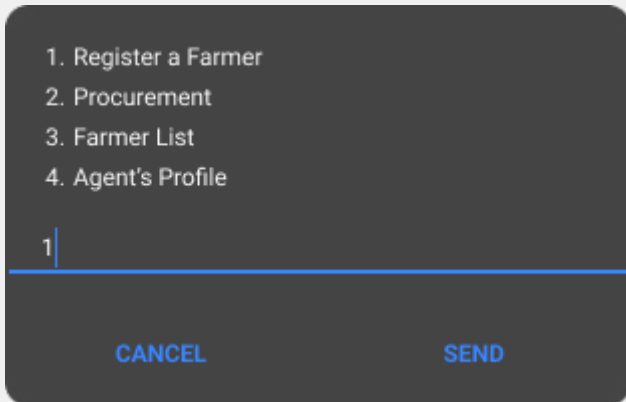 1. Register a Farmer
2. Procurement
3. Farmer List
4. Agent's Profile
1
CANCEL SEND